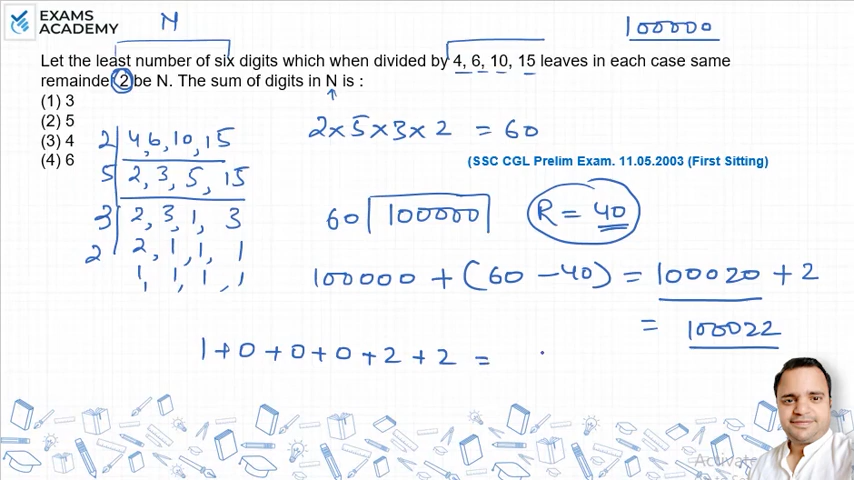 EXAMS
ACADEMY
N
100000
Let the least number of six digits which when divided by 4, 6, 10, 15 leaves in each case same
remainder 2 be N. The sum of digits in N is :
(1) 3
(2) 5
(3) 4
(4) 6
2 4,6,10,15
5 2, 3, 5, 15
3 2, 3, 1, 3
2 2, 1, 1, 1
1, 1, 1, 1
2×5×3×2 = 60
(SSC CGL Prelim Exam. 11.05.2003 (First Sitting)
60 100000 R = 40
100000 + (60 - 40) = 100020 + 2
= 100022
1+0+0+0+2+2 =
Activate